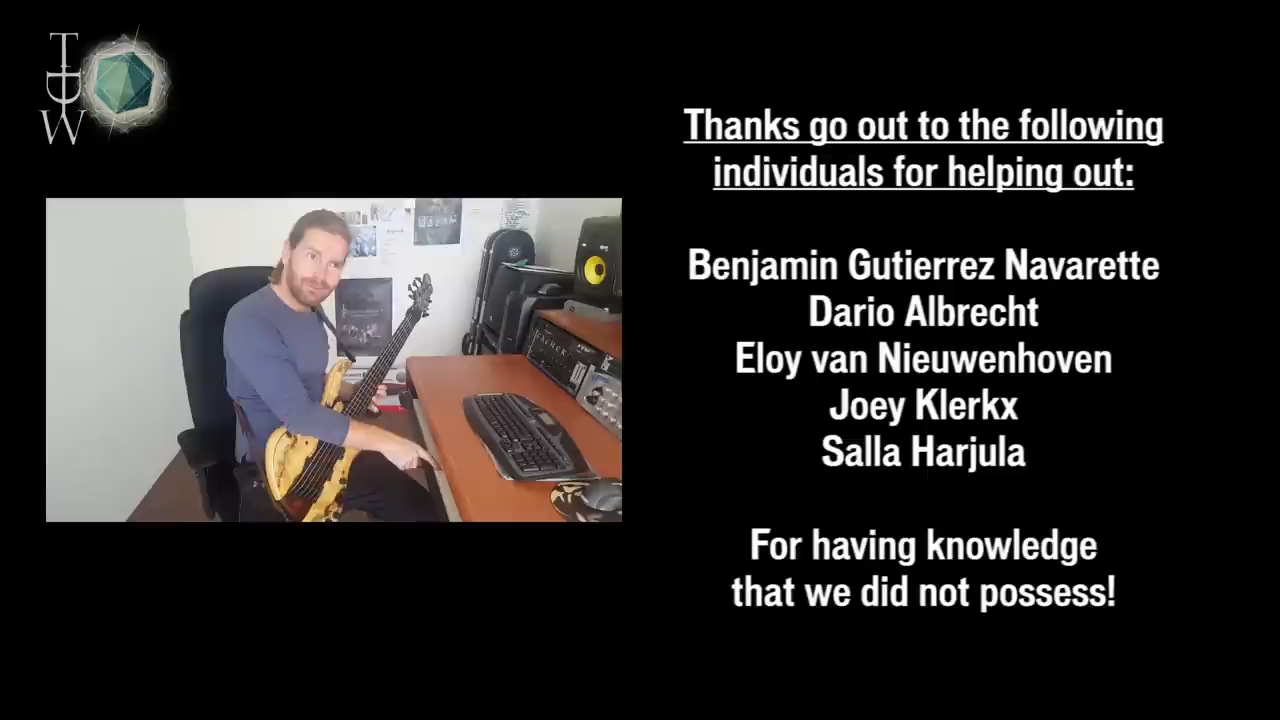 T
D
W
Thanks go out to the following
individuals for helping out:
Benjamin Gutierrez Navarette
Dario Albrecht
Eloy van Nieuwenhoven
Joey Klerkx
Salla Harjula
For having knowledge
that we did not possess!